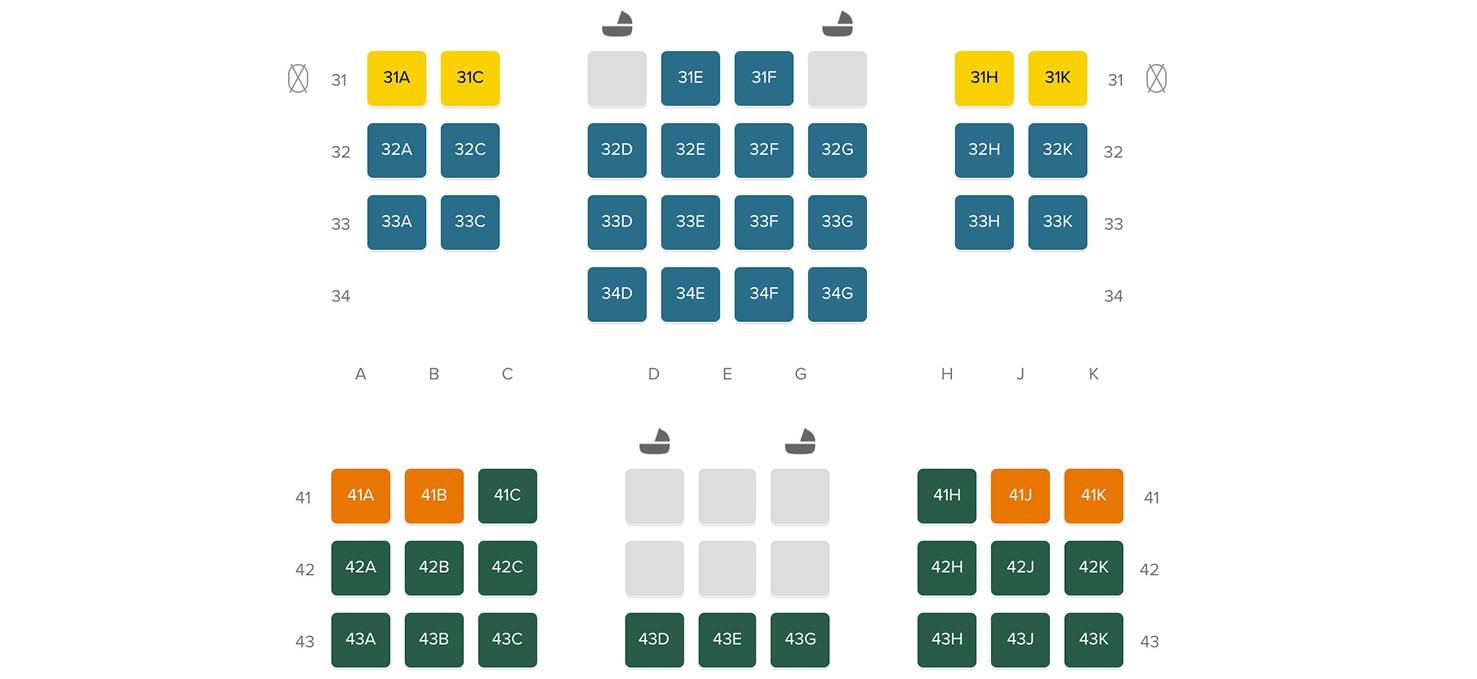 31 31A 31C 31E 31F 31H 31K 31
32 32A 32C 32D 32E 32F 32G 32H 32K 32
33 33A 33C 33D 33E 33F 33G 33H 33K 33
34 34D 34E 34F 34G 34
A B C D E G H J K
41 41A 41B 41C 41H 41J 41K 41
42 42A 42B 42C 42H 42J 42K 42
43 43A 43B 43C 43D 43E 43G 43H 43J 43K 43